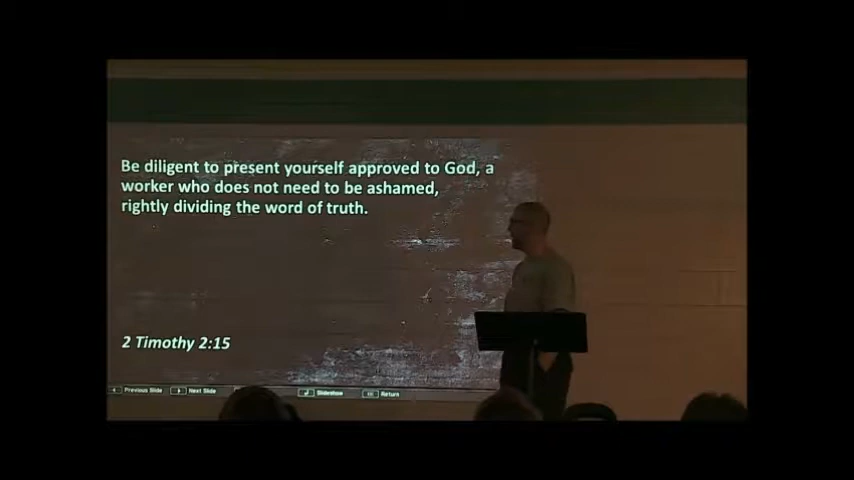 Be diligent to present yourself approved to God, a
worker who does not need to be ashamed,
rightly dividing the word of truth.
2 Timothy 2:15
Previous Slide Next Slide Slideshow Return